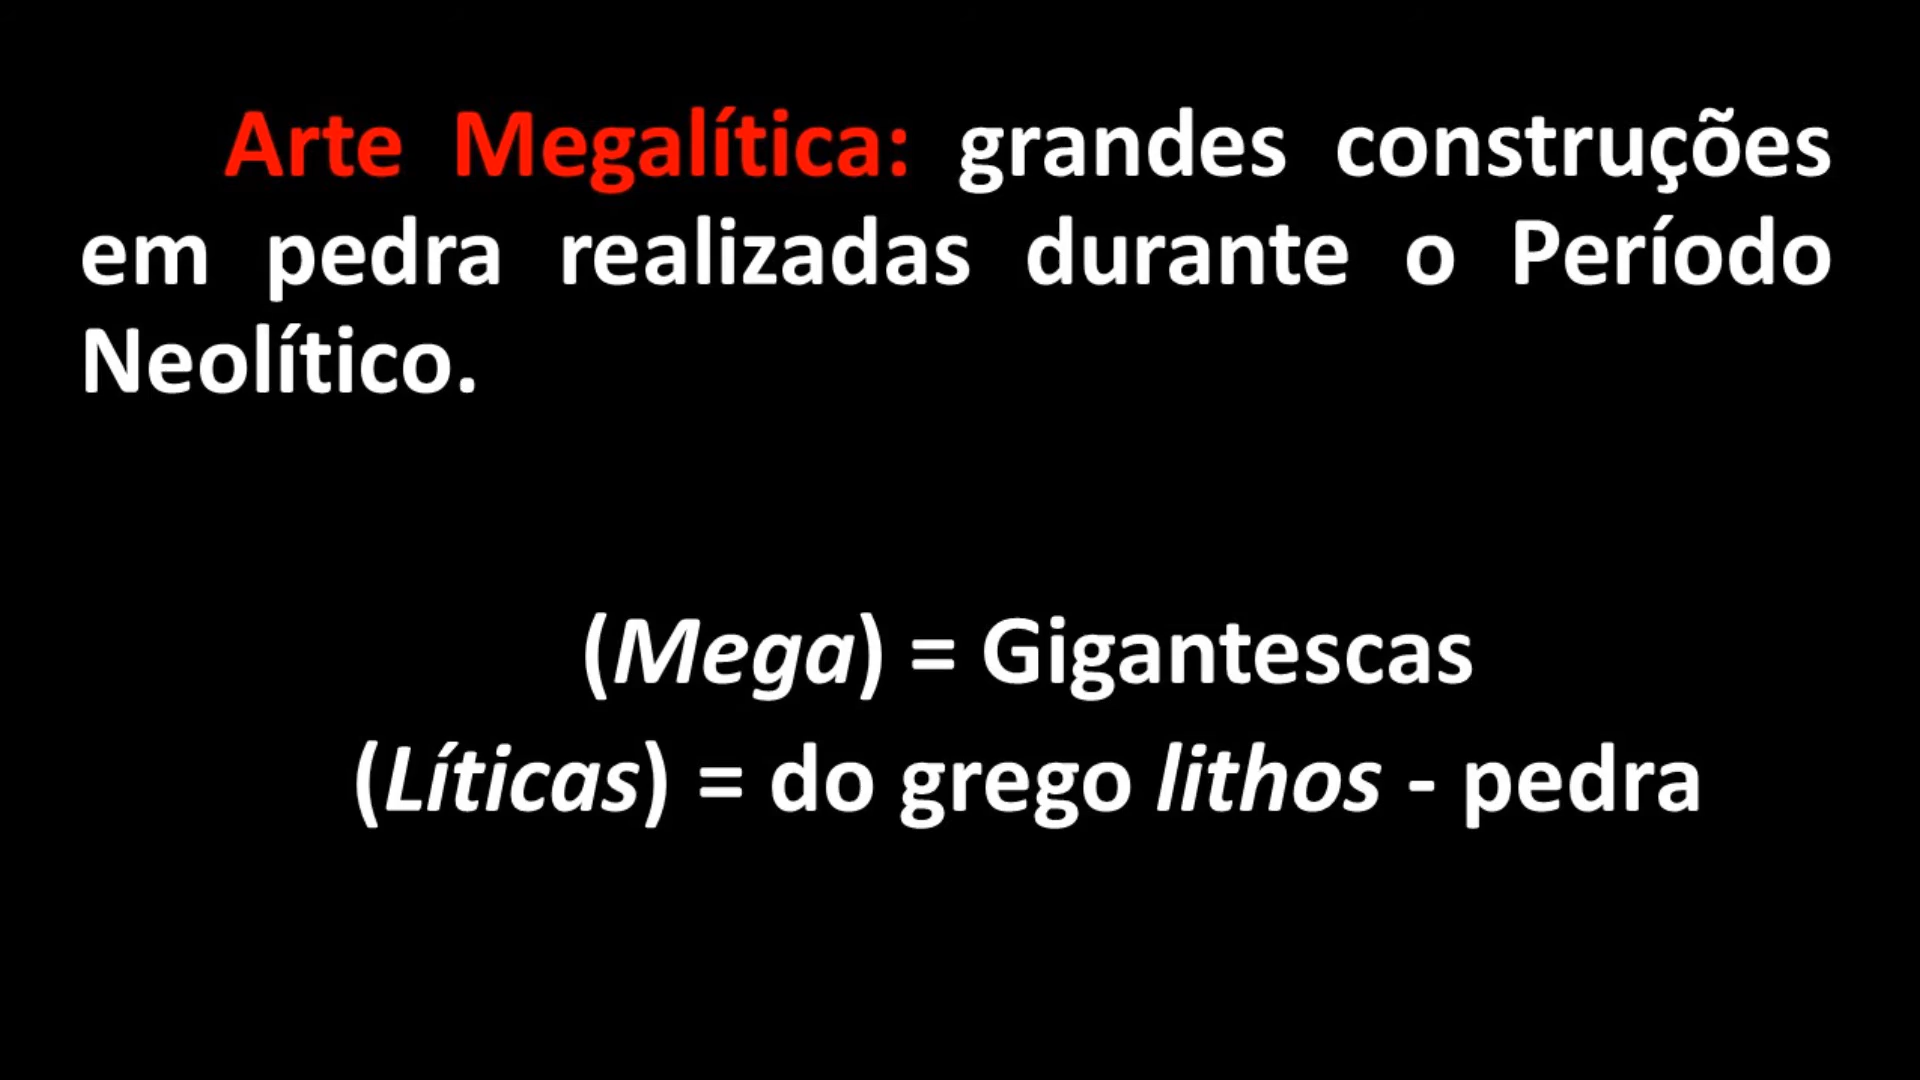 Arte Megalítica: grandes construções
em pedra realizadas durante o Período
Neolítico.
(Mega) = Gigantescas
(Líticas) = do grego lithos - pedra